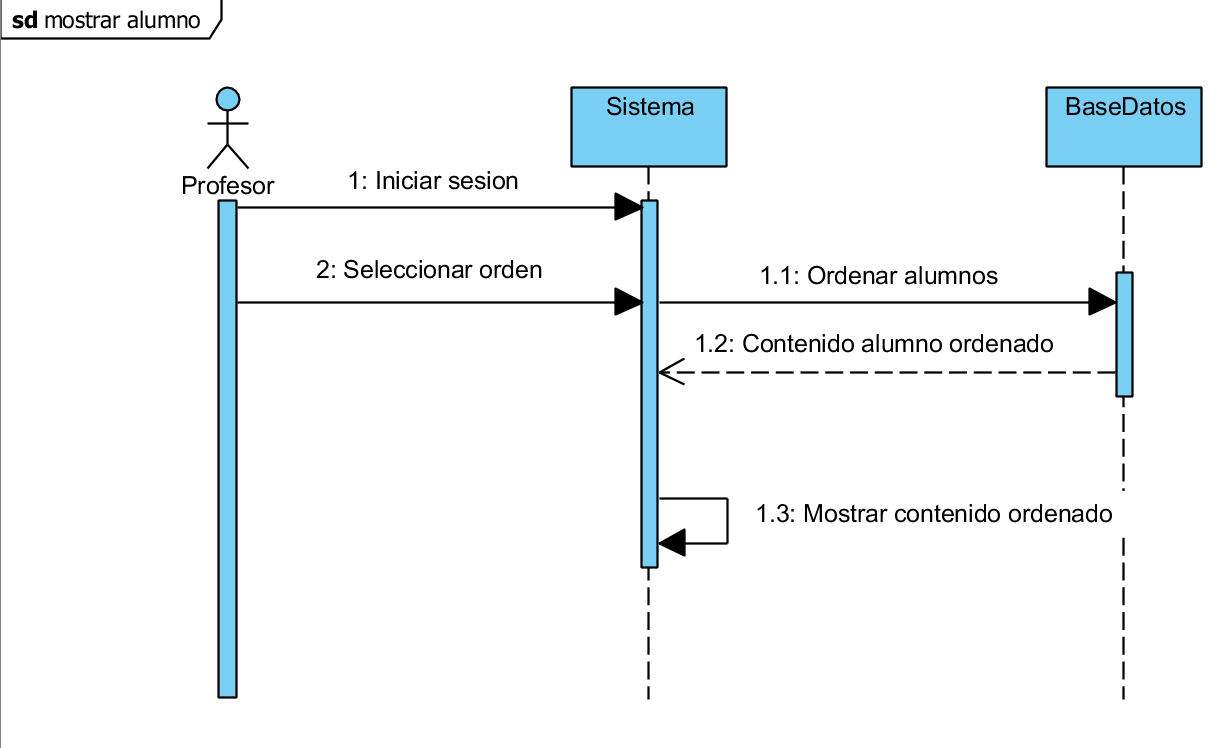 sd mostrar alumno
Sistema
BaseDatos
Profesor
1: Iniciar sesion
2: Seleccionar orden
1.1: Ordenar alumnos
1.2: Contenido alumno ordenado
1.3: Mostrar contenido ordenado